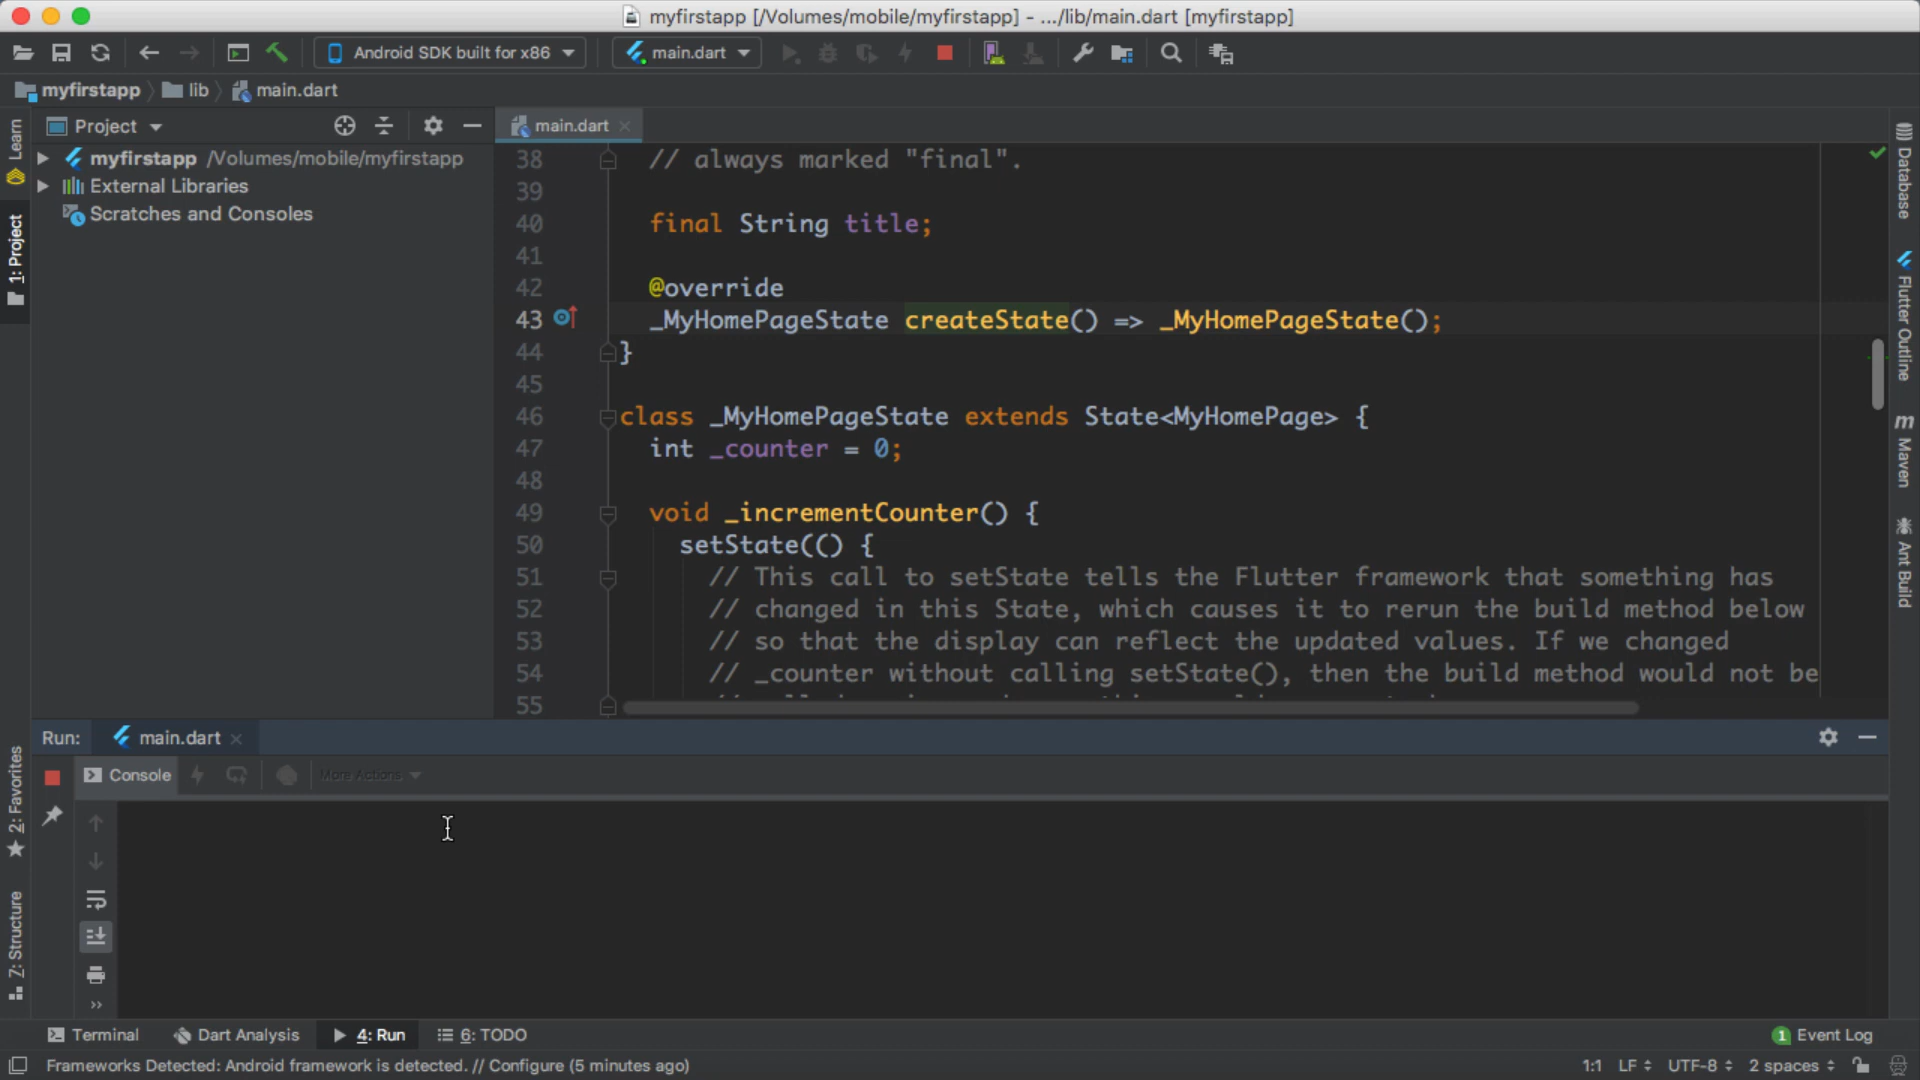 myfirstapp [/Volumes/mobile/myfirstapp] - .../lib/main.dart [myfirstapp]
Android SDK built for x86
main.dart
myfirstapp
lib
main.dart
Project
main.dart
myfirstapp /Volumes/mobile/myfirstapp
External Libraries
Scratches and Consoles
Learn
1: Project
2: Favorites
7: Structure
38 // always marked "final".
39
40 final String title;
41
42 @override
43 _MyHomePageState createState() => _MyHomePageState();
44 }
45
46 class _MyHomePageState extends State<MyHomePage> {
47 int _counter = 0;
48
49 void _incrementCounter() {
50 setState(() {
51 // This call to setState tells the Flutter framework that something has
52 // changed in this State, which causes it to rerun the build method below
53 // so that the display can reflect the updated values. If we changed
54 // _counter without calling setState(), then the build method would not be
55
Database
Flutter Outline
m Maven
Ant Build
Run: main.dart
Console
More Actions
Terminal
Dart Analysis
4: Run
6: TODO
1 Event Log
Frameworks Detected: Android framework is detected. // Configure (5 minutes ago)
1:1 LF UTF-8 2 spaces